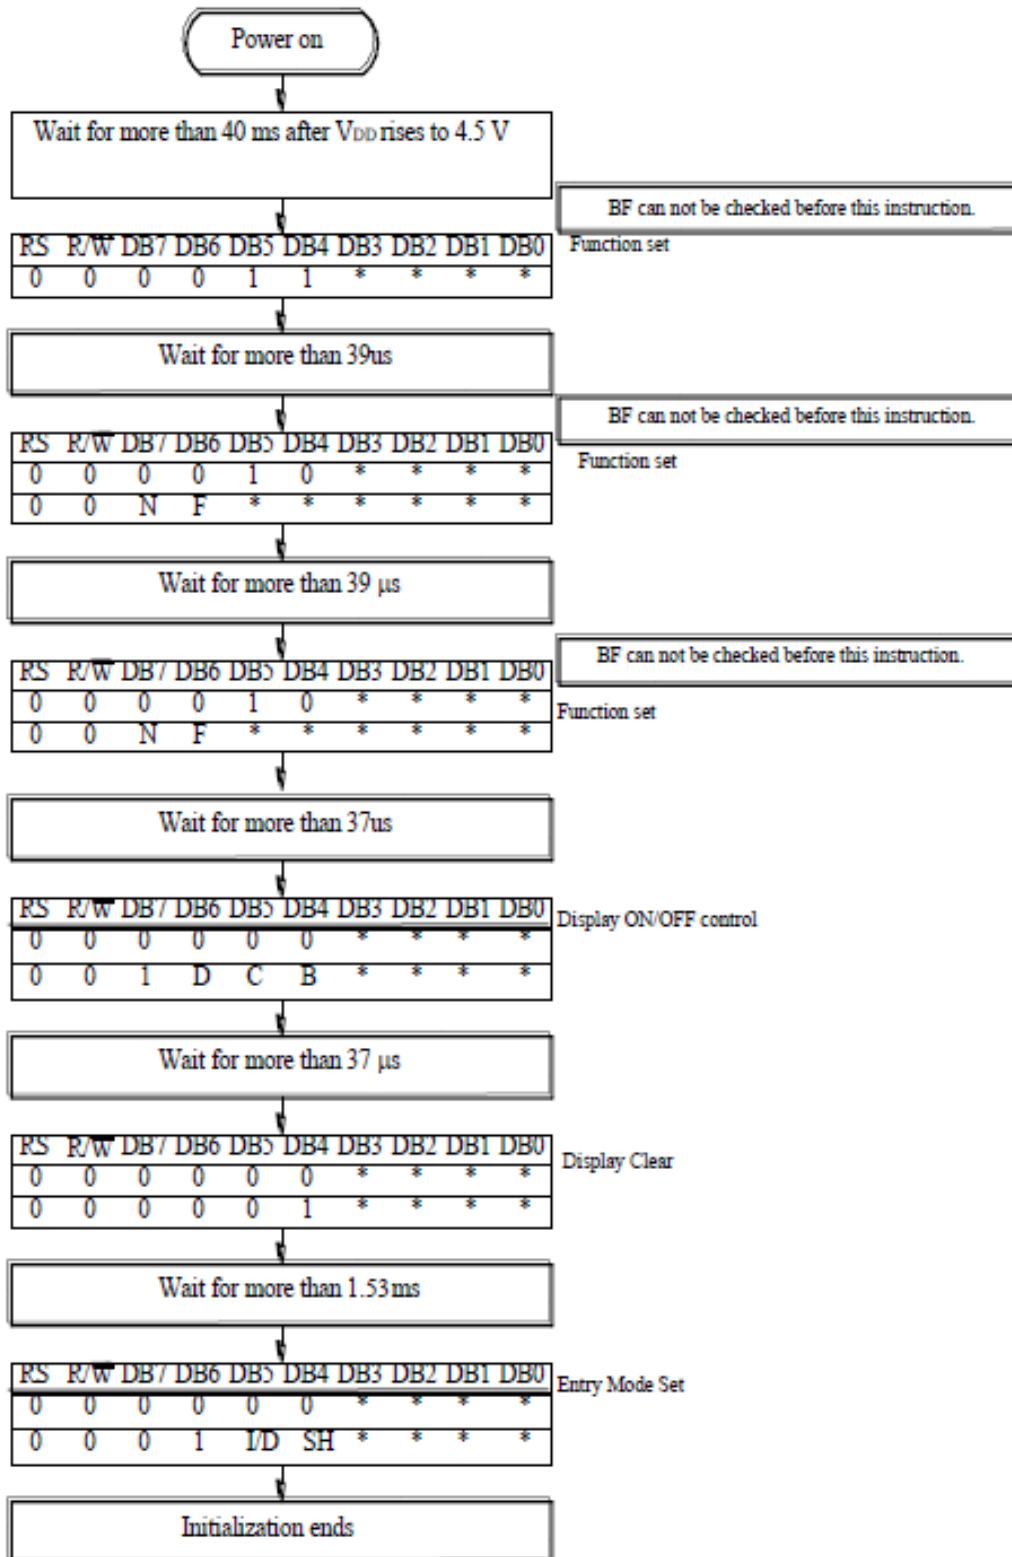 Power on
Wait for more than 40 ms after VDD rises to 4.5 V
BF can not be checked before this instruction.
RS R/W DB7 DB6 DB5 DB4 DB3 DB2 DB1 DB0
Function set
0 0 0 0 1 1 * * * *
Wait for more than 39us
BF can not be checked before this instruction.
RS R/W DB7 DB6 DB5 DB4 DB3 DB2 DB1 DB0
Function set
0 0 0 0 1 0 * * * *
0 0 N F * * * * * *
Wait for more than 39 μs
BF can not be checked before this instruction.
RS R/W DB7 DB6 DB5 DB4 DB3 DB2 DB1 DB0
0 0 0 0 1 0 * * * *
Function set
0 0 N F * * * * * *
Wait for more than 37us
RS R/W DB7 DB6 DB5 DB4 DB3 DB2 DB1 DB0
Display ON/OFF control
0 0 0 0 0 0 * * * *
0 0 1 D C B * * * *
Wait for more than 37 μs
RS R/W DB7 DB6 DB5 DB4 DB3 DB2 DB1 DB0
Display Clear
0 0 0 0 0 0 * * * *
0 0 0 0 0 1 * * * *
Wait for more than 1.53ms
RS R/W DB7 DB6 DB5 DB4 DB3 DB2 DB1 DB0
Entry Mode Set
0 0 0 0 0 0 * * * *
0 0 0 1 I/D SH * * * *
Initialization ends